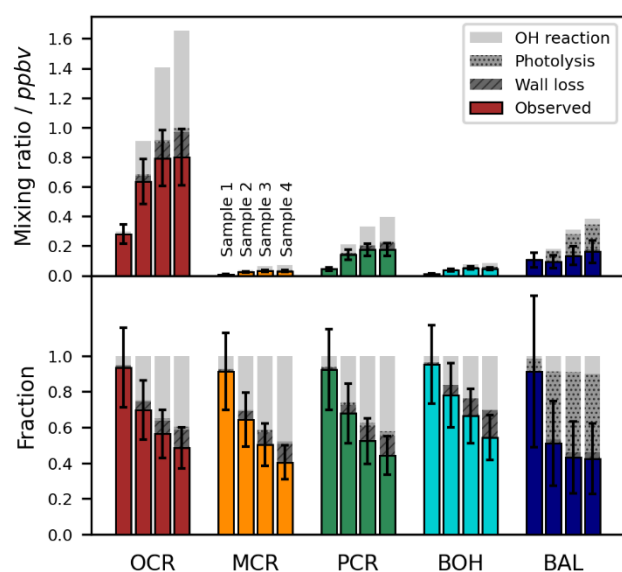 Mixing ratio / ppbv
1.6
1.4
1.2
1.0
0.8
0.6
0.4
0.2
0.0
OH reaction
Photolysis
Wall loss
Observed
Sample 1
Sample 2
Sample 3
Sample 4
Fraction
1.0
0.8
0.6
0.4
0.2
0.0
OCR MCR PCR BOH BAL